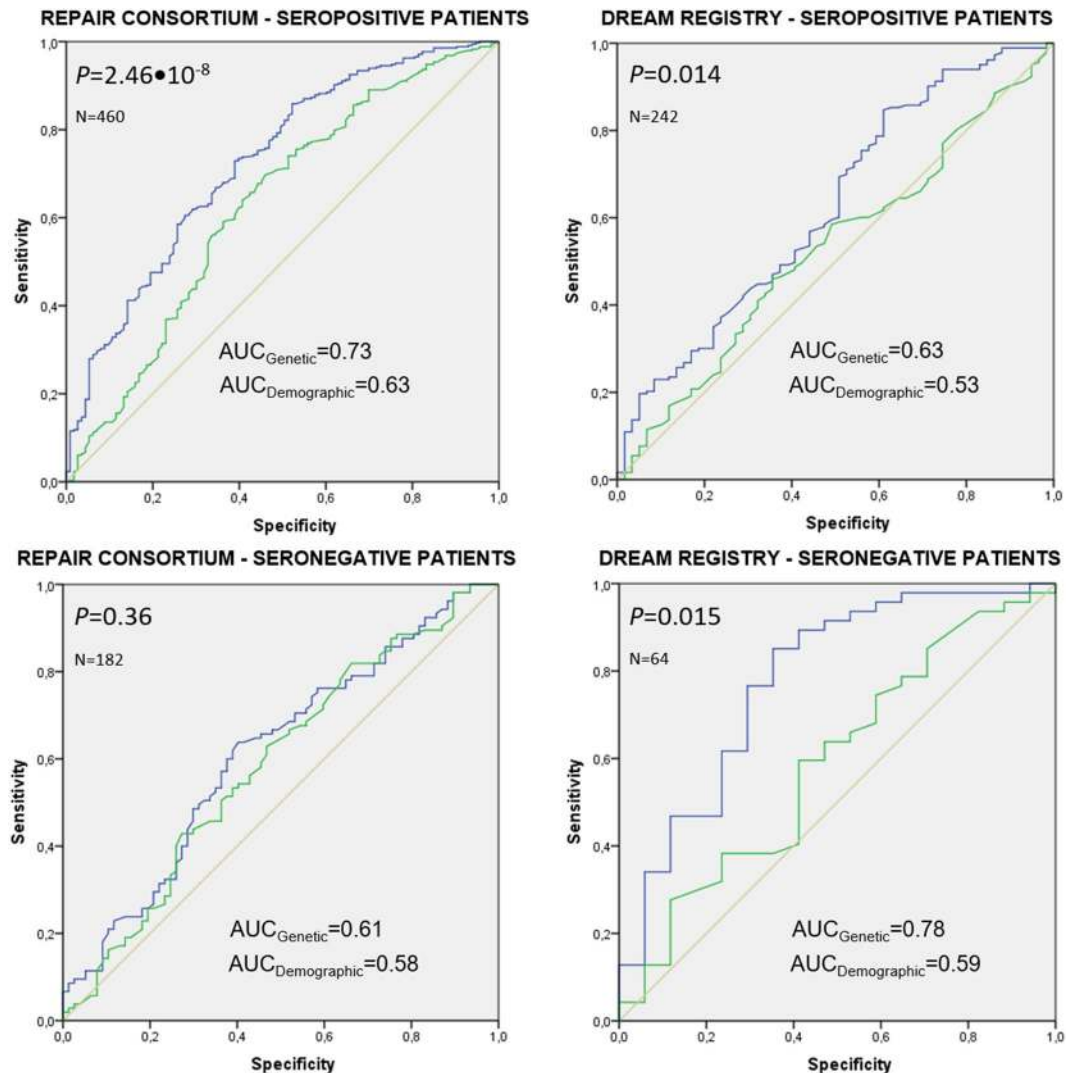 REPAIR CONSORTIUM - SEROPOSITIVE PATIENTS
P=2.46•10-8
N=460
AUCGenetic=0.73
AUCDemographic=0.63
Sensitivity
1,0
0,8
0,6
0,4
0,2
0,0
0,0 0,2 0,4 0,6 0,8 1,0
Specificity
DREAM REGISTRY - SEROPOSITIVE PATIENTS
P=0.014
N=242
AUCGenetic=0.63
AUCDemographic=0.53
Sensitivity
1,0
0,8
0,6
0,4
0,2
0,0
0,0 0,2 0,4 0,6 0,8 1,0
Specificity
REPAIR CONSORTIUM - SERONEGATIVE PATIENTS
P=0.36
N=182
AUCGenetic=0.61
AUCDemographic=0.58
Sensitivity
1,0
0,8
0,6
0,4
0,2
0,0
0,0 0,2 0,4 0,6 0,8 1,0
Specificity
DREAM REGISTRY - SERONEGATIVE PATIENTS
P=0.015
N=64
AUCGenetic=0.78
AUCDemographic=0.59
Sensitivity
1,0
0,8
0,6
0,4
0,2
0,0
0,0 0,2 0,4 0,6 0,8 1,0
Specificity